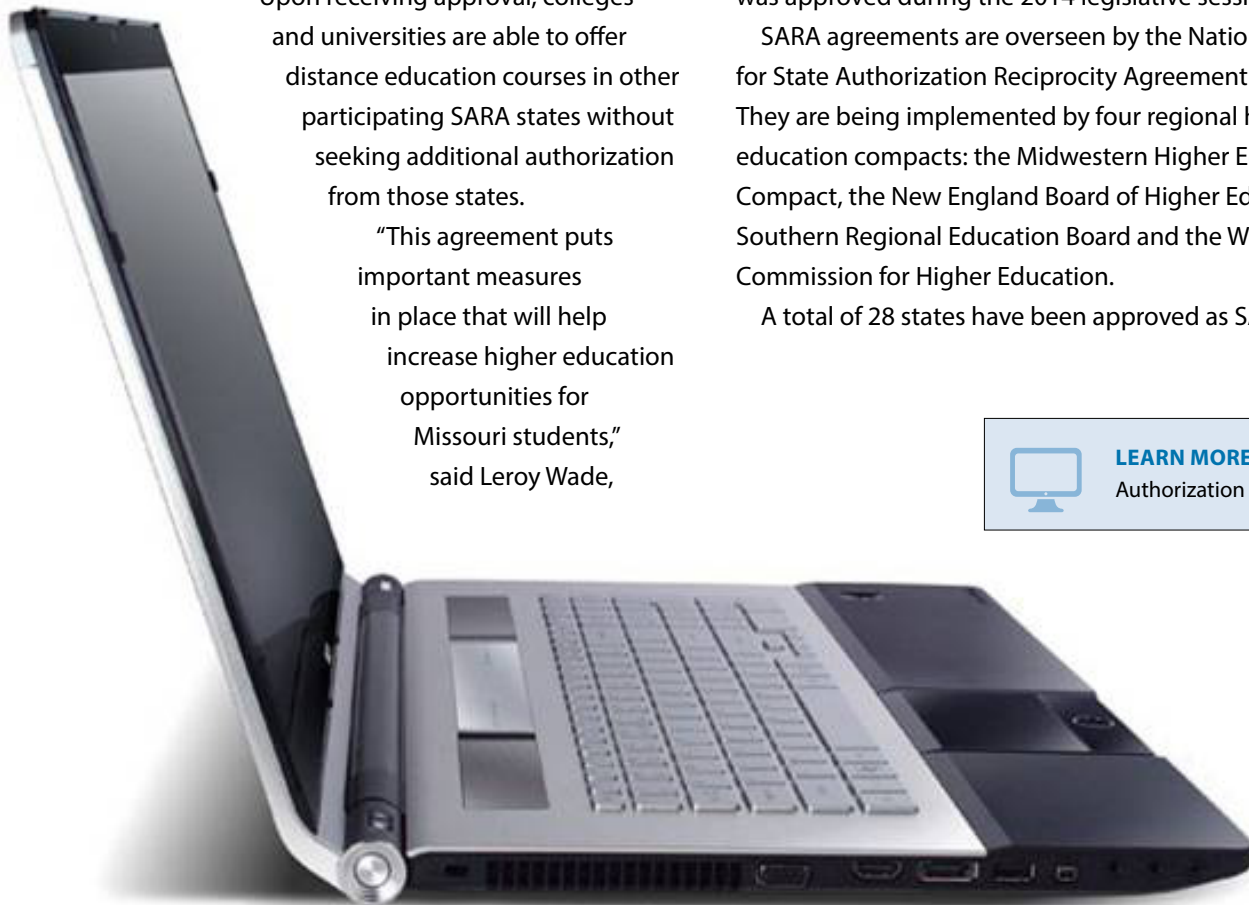 Upon receiving approval, colleges
and universities are able to offer
distance education courses in other
participating SARA states without
seeking additional authorization
from those states.
“This agreement puts
important measures
in place that will help
increase higher education
opportunities for
Missouri students,”
said Leroy Wade,
was approved during the 2014 legislative sessi
SARA agreements are overseen by the Natio
for State Authorization Reciprocity Agreement
They are being implemented by four regional h
education compacts: the Midwestern Higher E
Compact, the New England Board of Higher Ed
Southern Regional Education Board and the W
Commission for Higher Education.
A total of 28 states have been approved as SA
LEARN MORE
Authorization